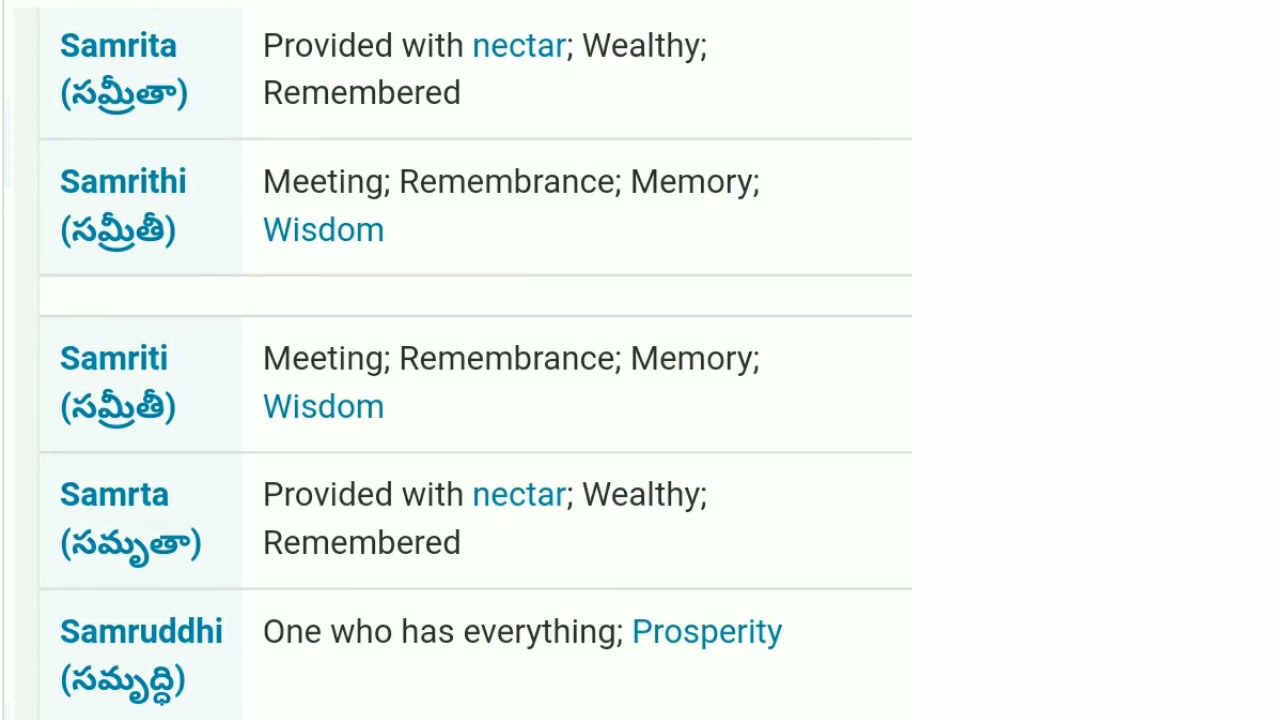 Samrita Provided with nectar; Wealthy;
(సమ్రీతా) Remembered
Samrithi Meeting; Remembrance; Memory;
(సమ్రీతీ) Wisdom
Samriti Meeting; Remembrance; Memory;
(సమ్రీతీ) Wisdom
Samrta Provided with nectar; Wealthy;
(సమృతా) Remembered
Samruddhi One who has everything; Prosperity
(సమృద్ధి)